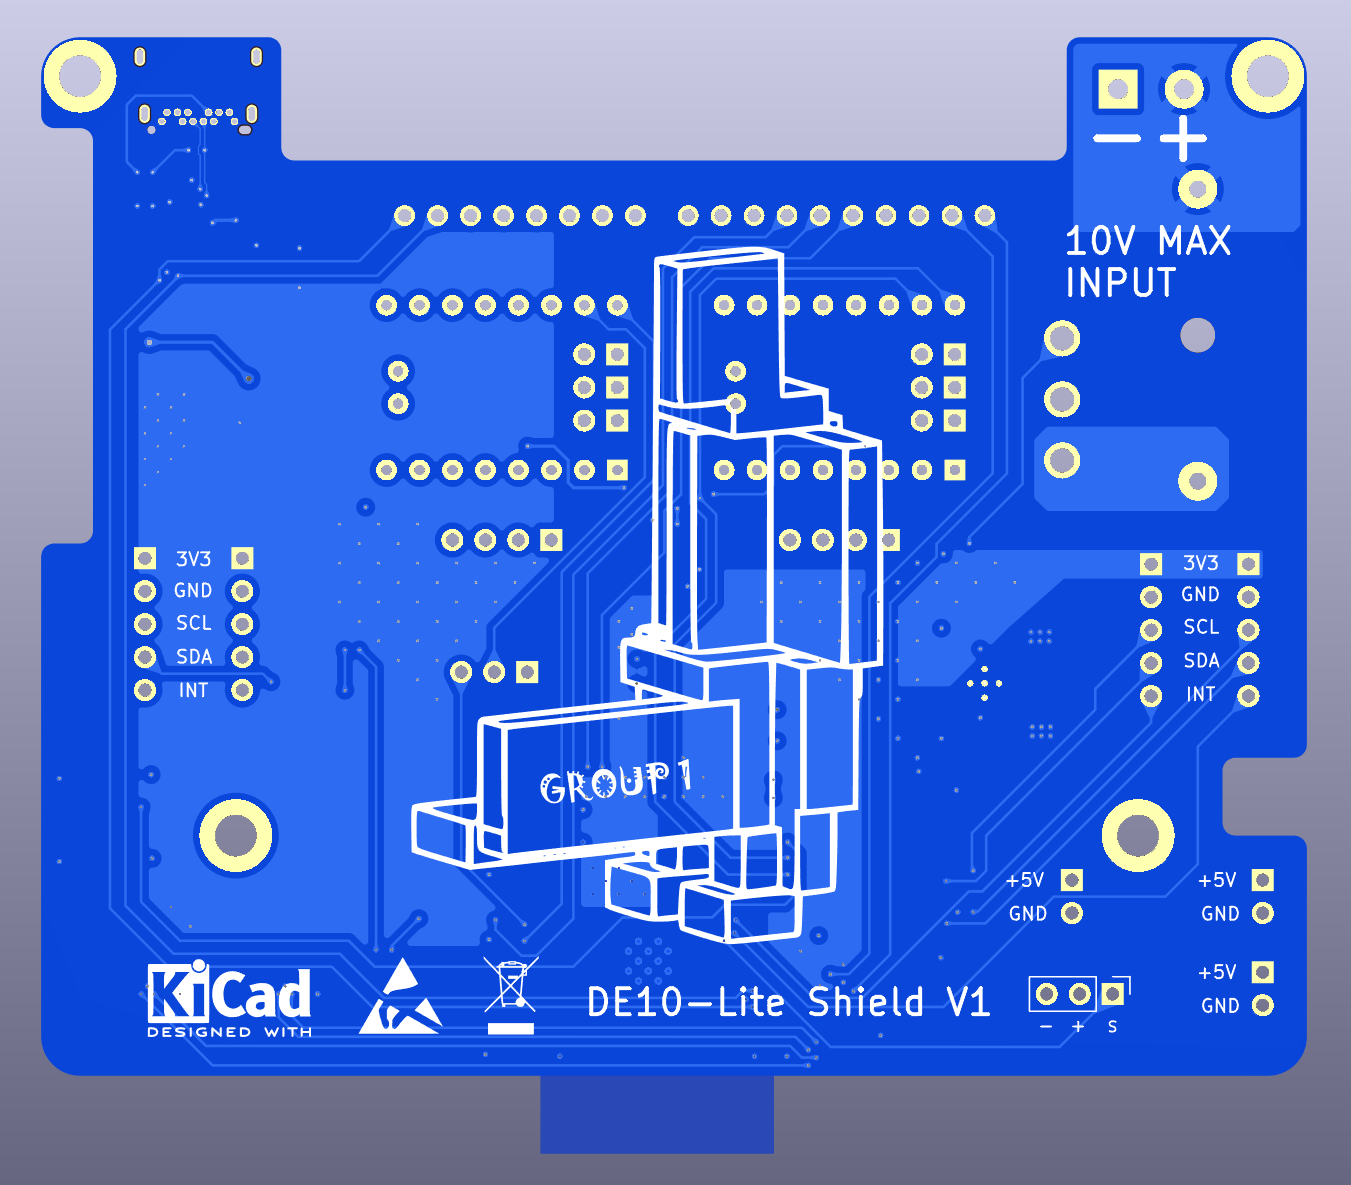 − +
10V MAX
INPUT
3V3
GND
SCL
SDA
INT
3V3
GND
SCL
SDA
INT
GROUP 1
+5V
GND
+5V
GND
+5V
GND
KiCad
DESIGNED WITH
DE10-Lite Shield V1
− + S